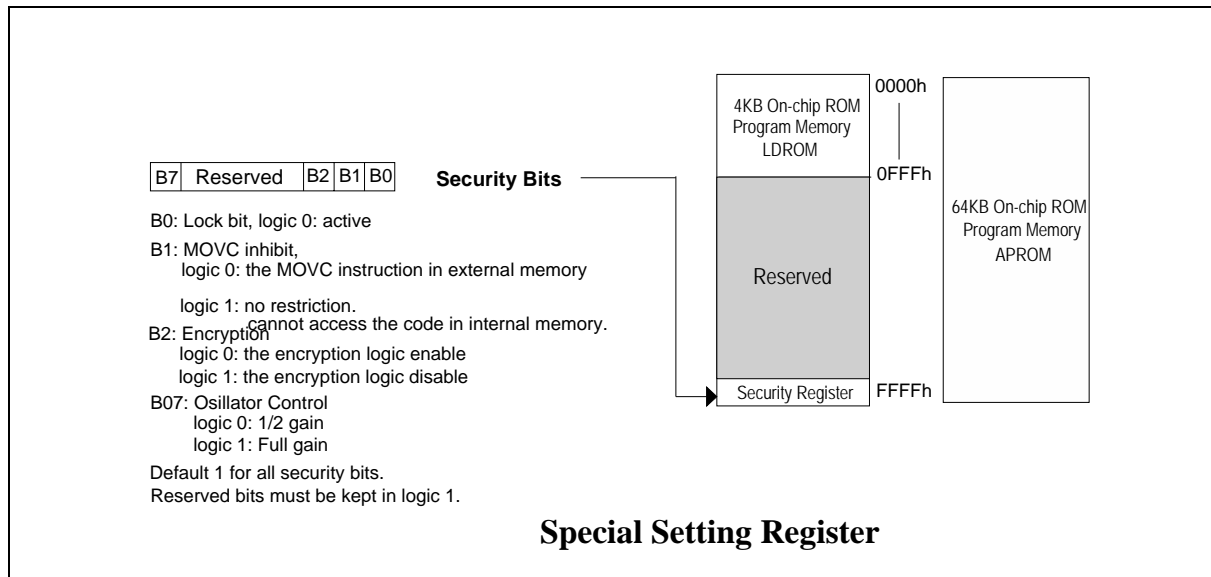 B7 Reserved B2 B1 B0
Security Bits
B0: Lock bit, logic 0: active
B1: MOVC inhibit,
logic 0: the MOVC instruction in external memory
logic 1: no restriction.
cannot access the code in internal memory.
B2: Encryption
logic 0: the encryption logic enable
logic 1: the encryption logic disable
B07: Osillator Control
logic 0: 1/2 gain
logic 1: Full gain
Default 1 for all security bits.
Reserved bits must be kept in logic 1.
4KB On-chip ROM
Program Memory
LDROM
0000h
0FFFh
Reserved
Security Register
FFFFh
64KB On-chip ROM
Program Memory
APROM
Special Setting Register